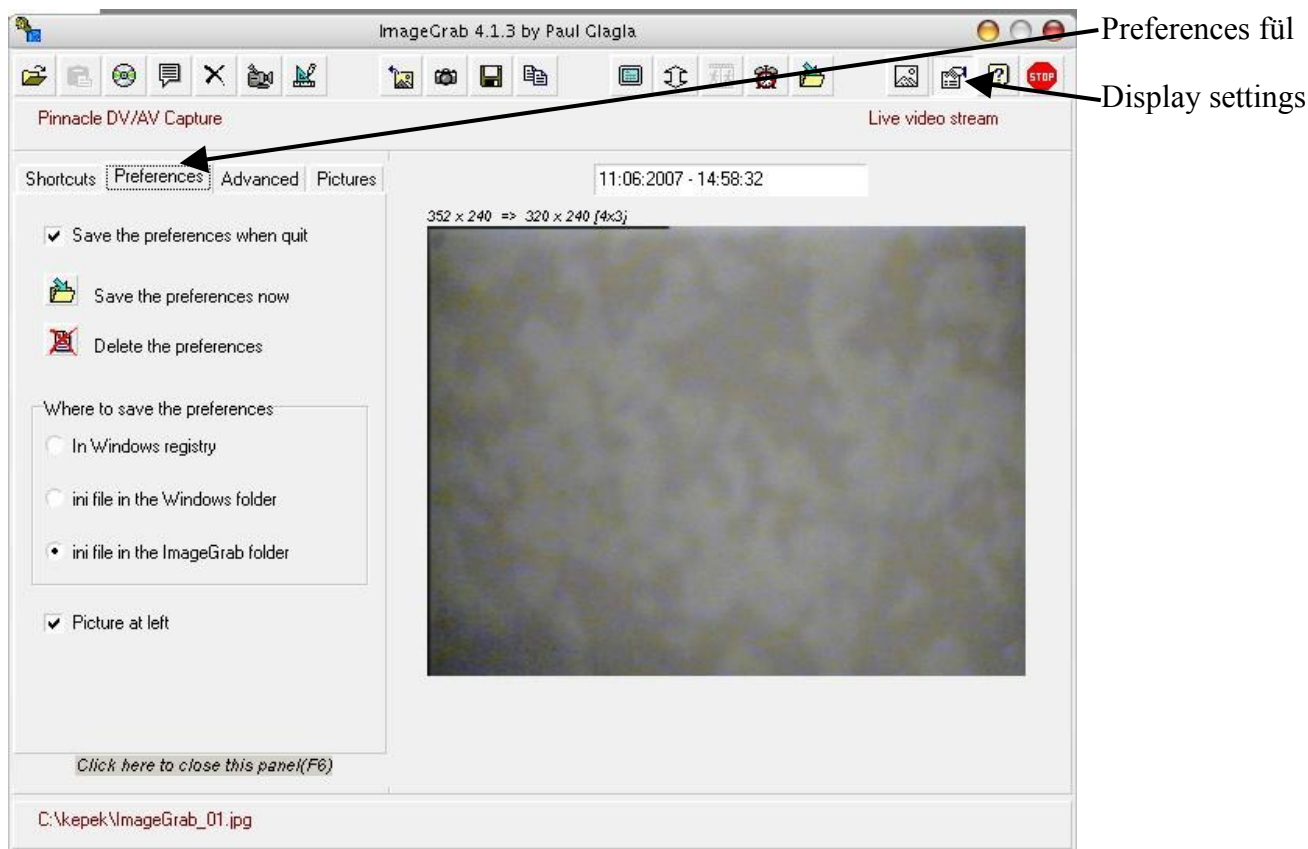 ImageGrab 4.1.3 by Paul Glagla
Preferences fül
STOP
Display settings
Pinnacle DV/AV Capture
Live video stream
Shortcuts Preferences Advanced Pictures
11:06:2007 - 14:58:32
352 x 240 => 320 x 240 [4x3]
Save the preferences when quit
Save the preferences now
Delete the preferences
Where to save the preferences
In Windows registry
ini file in the Windows folder
ini file in the ImageGrab folder
Picture at left
Click here to close this panel(F6)
C:\kepek\ImageGrab_01.jpg